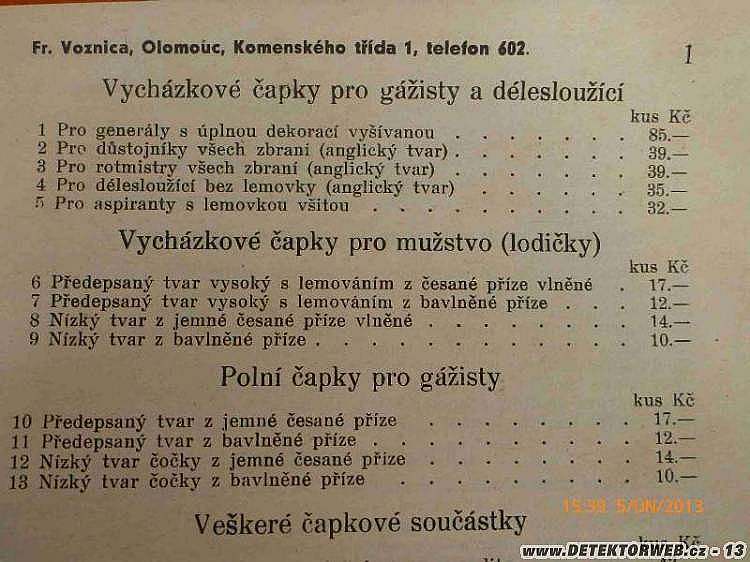 Fr. Voznica, Olomouc, Komenského třída 1, telefon 602.
1
Vycházkové čapky pro gážisty a délesloužící
kus Kč
1 Pro generály s úplnou dekorací vyšívanou . . . . . . . 85.—
2 Pro důstojníky všech zbraní (anglický tvar) . . . . . . . 39.—
3 Pro rotmistry všech zbraní (anglický tvar) . . . . . . . 39.—
4 Pro délesloužící bez lemovky (anglický tvar) . . . . . . 35.—
5 Pro aspiranty s lemovkou všitou . . . . . . . . . . 32.—
Vycházkové čapky pro mužstvo (lodičky)
kus Kč
6 Předepsaný tvar vysoký s lemováním z česané příze vlněné . 17.—
7 Předepsaný tvar vysoký s lemováním z bavlněné příze . . . 12.—
8 Nízký tvar z jemné česané příze vlněné . . . . . . . . 14.—
9 Nízký tvar z bavlněné příze . . . . . . . . . . . . 10.—
Polní čapky pro gážisty
kus Kč
10 Předepsaný tvar z jemné česané příze . . . . . . . . 17.—
11 Předepsaný tvar z bavlněné příze . . . . . . . . . . 12.—
12 Nízký tvar čočky z jemné česané příze . . . . . . . . 14.—
13 Nízký tvar čočky z bavlněné příze . . . . . . . . . 10.—
15:39 5/JN/2013
Veškeré čapkové součástky
kus Kč
www.DETEKTORWEB.cz - 13